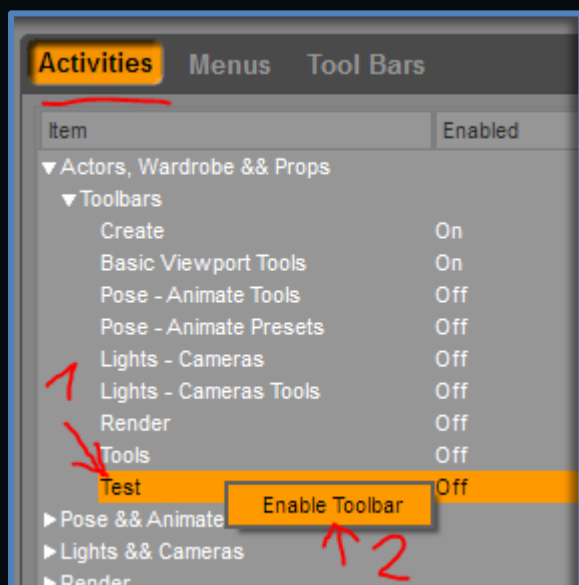 Activities Menus Tool Bars
Item Enabled
Actors, Wardrobe && Props
Toolbars
Create On
Basic Viewport Tools On
Pose - Animate Tools Off
Pose - Animate Presets Off
Lights - Cameras Off
1
Lights - Cameras Tools Off
Render Off
Tools Off
Test Off
Enable Toolbar
Pose && Animate
2
Lights && Cameras
Render